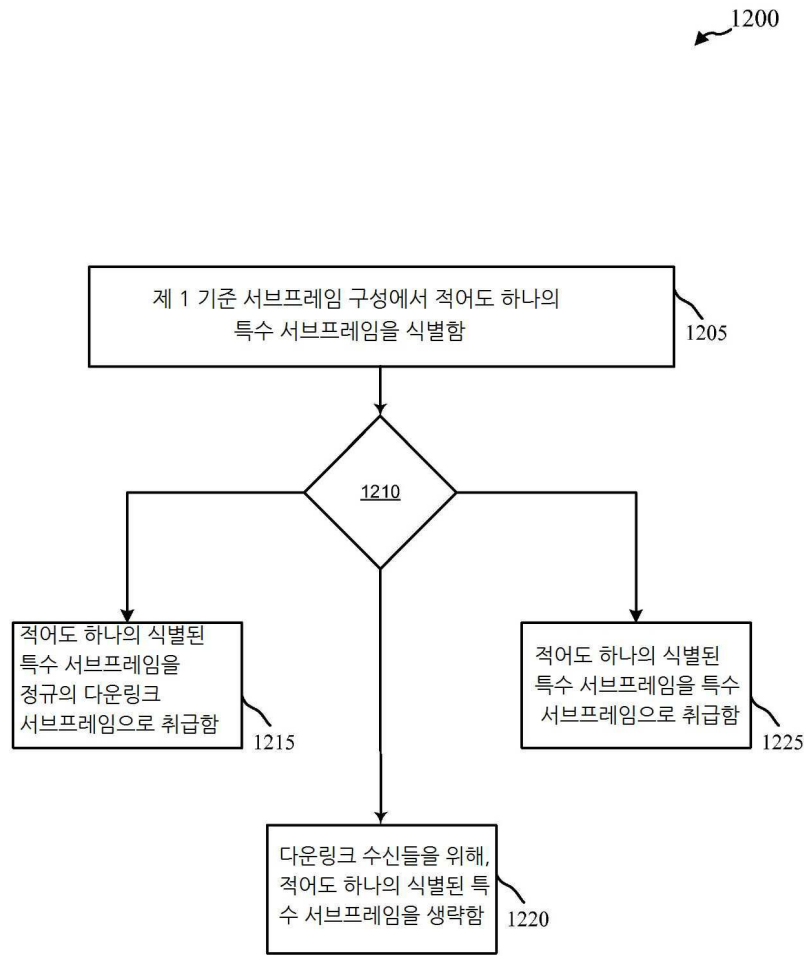 1200
제 1 기준 서브프레임 구성에서 적어도 하나의
특수 서브프레임을 식별함
1205
1210
적어도 하나의 식별된
특수 서브프레임을
정규의 다운링크
서브프레임으로 취급함
1215
적어도 하나의 식별된
특수 서브프레임을 특수
서브프레임으로 취급함
1225
다운링크 수신들을 위해,
적어도 하나의 식별된 특
수 서브프레임을 생략함
1220